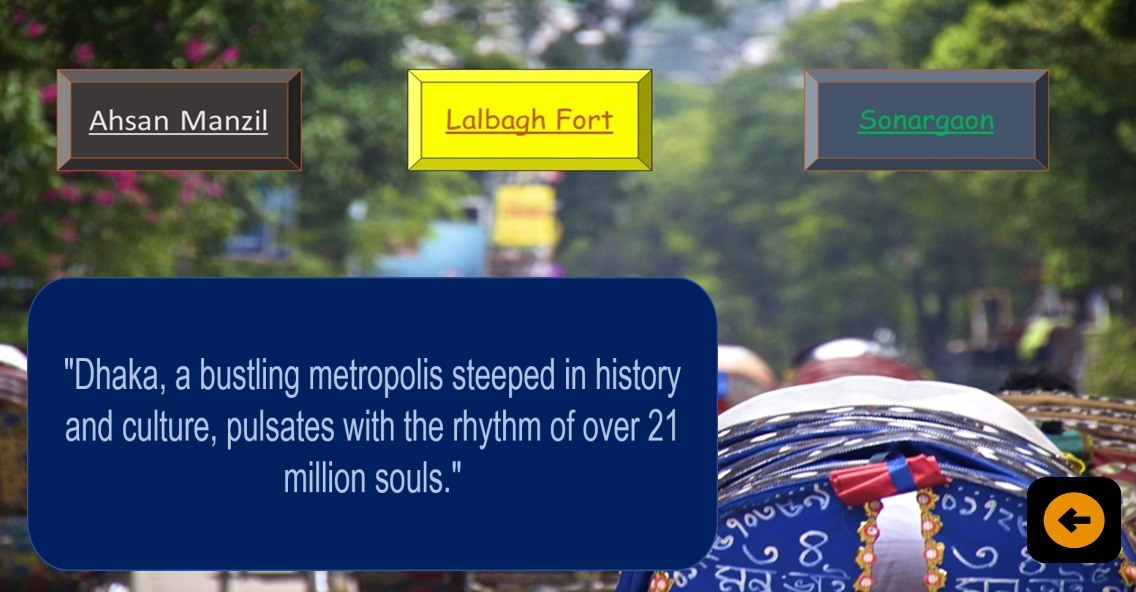 Ahsan Manzil
Lalbagh Fort
Sonargaon
"Dhaka, a bustling metropolis steeped in history
and culture, pulsates with the rhythm of over 21
million souls."